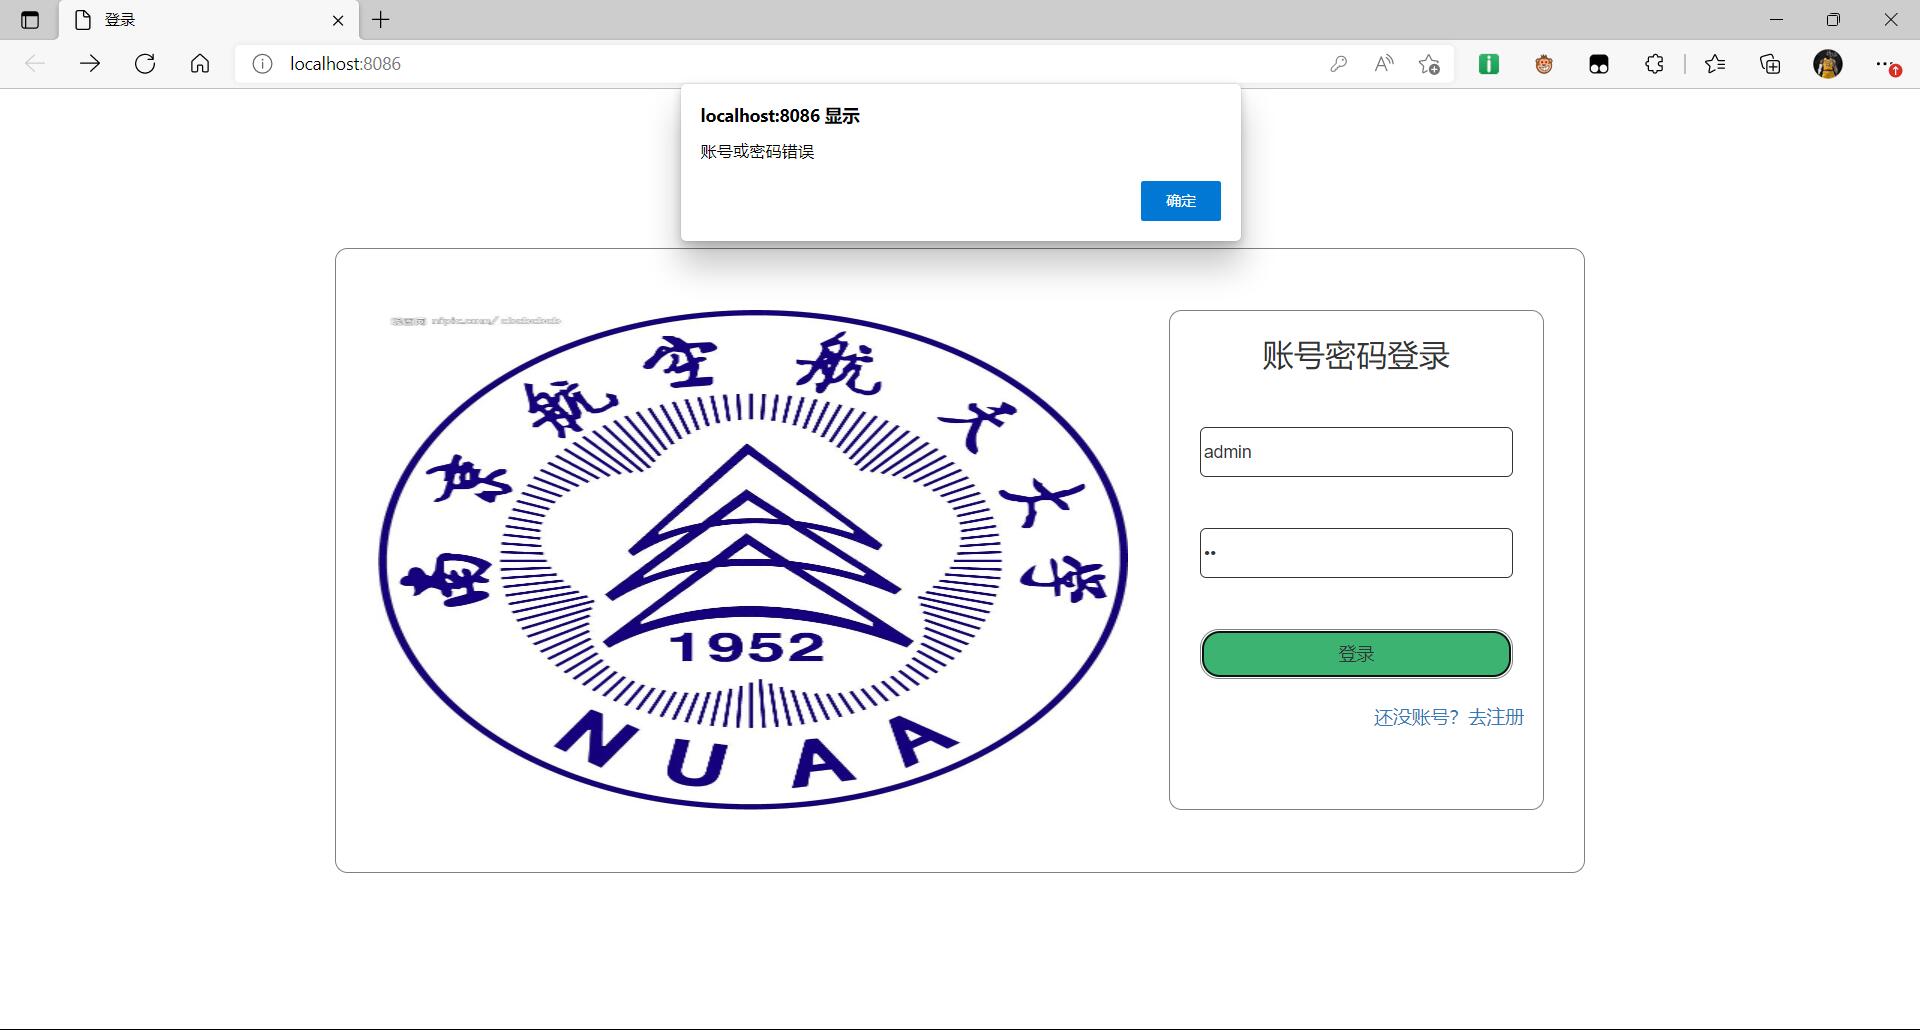 登录
localhost:8086
localhost:8086 显示
账号或密码错误
确定
南京航空航天大学
1952
NUAA
账号密码登录
admin
••
登录
还没账号？去注册